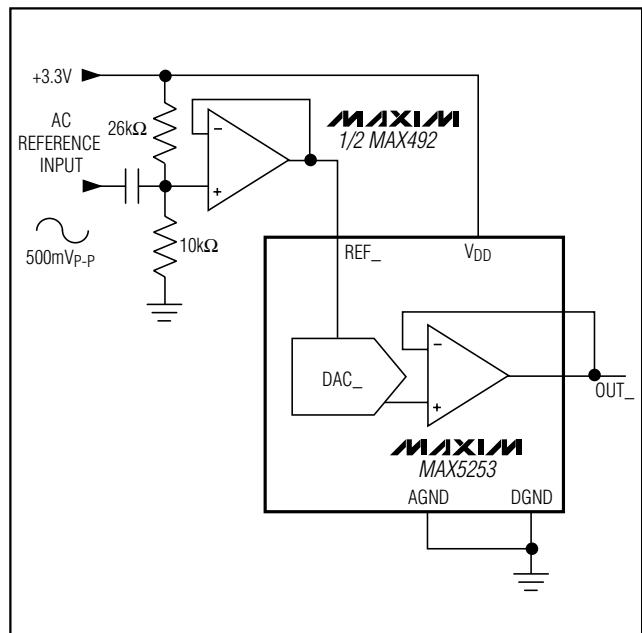 +3.3V
AC
REFERENCE
INPUT
26kΩ
MAXIM
1/2 MAX492
−
+
500mVP-P
10kΩ
REF_
VDD
DAC_
−
+
OUT_
MAXIM
MAX5253
AGND
DGND